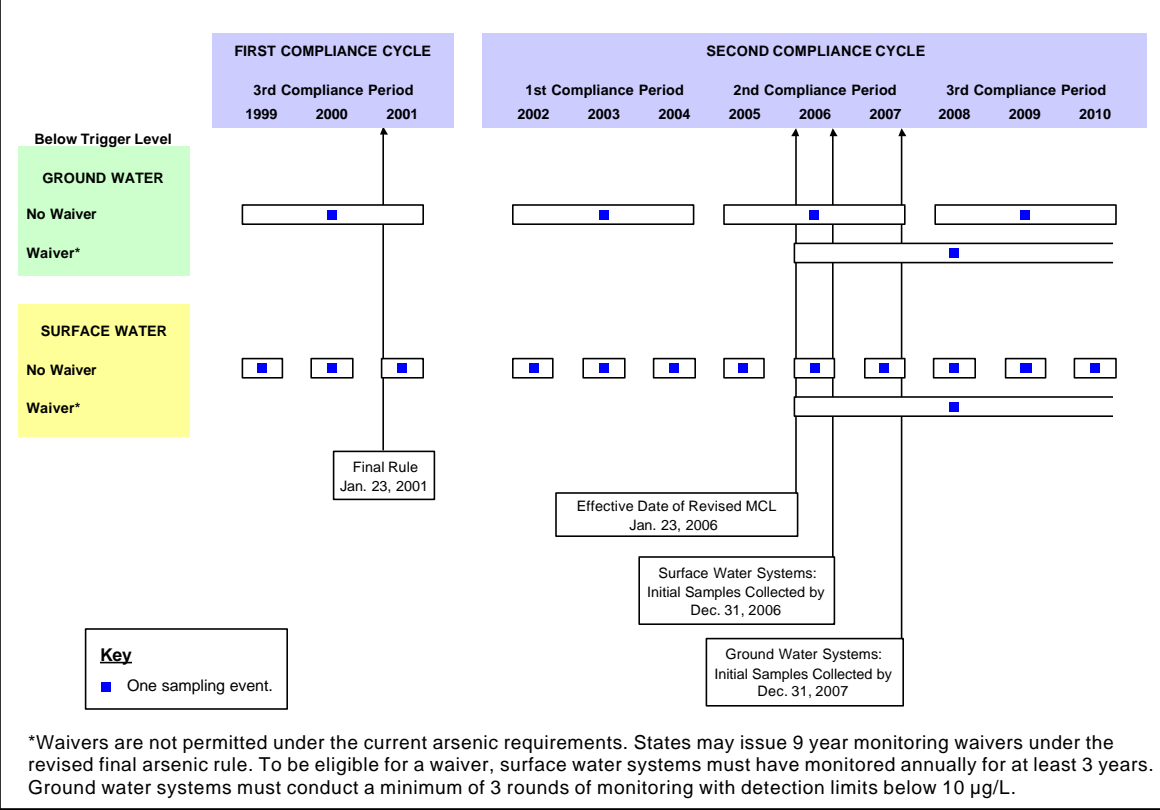 FIRST COMPLIANCE CYCLE
SECOND COMPLIANCE CYCLE
3rd Compliance Period
1st Compliance Period
2nd Compliance Period
3rd Compliance Period
1999 2000 2001 2002 2003 2004 2005 2006 2007 2008 2009 2010
Below Trigger Level
GROUND WATER
No Waiver
Waiver*
SURFACE WATER
No Waiver
Waiver*
Final Rule
Jan. 23, 2001
Effective Date of Revised MCL
Jan. 23, 2006
Surface Water Systems:
Initial Samples Collected by
Dec. 31, 2006
Ground Water Systems:
Initial Samples Collected by
Dec. 31, 2007
Key
One sampling event.
*Waivers are not permitted under the current arsenic requirements. States may issue 9 year monitoring waivers under the
revised final arsenic rule. To be eligible for a waiver, surface water systems must have monitored annually for at least 3 years.
Ground water systems must conduct a minimum of 3 rounds of monitoring with detection limits below 10 µg/L.